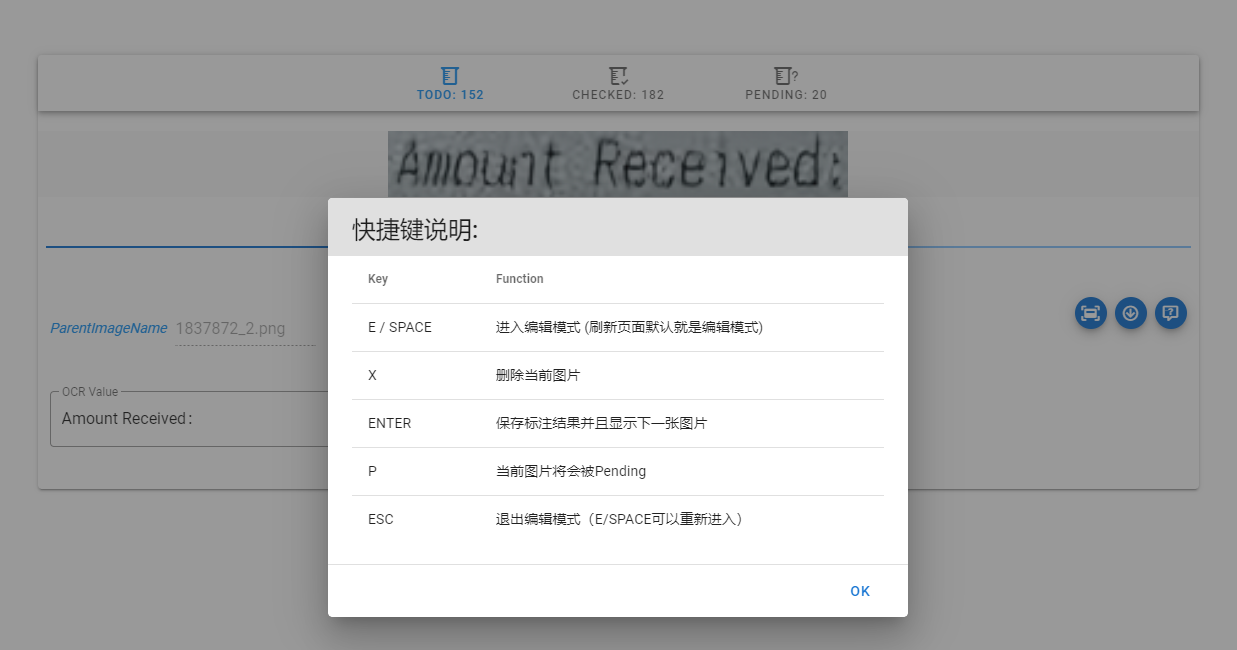 TODO: 152
CHECKED: 182
PENDING: 20
Amount Received:
快捷键说明:
Key Function
E / SPACE 进入编辑模式 (刷新页面默认就是编辑模式)
X 删除当前图片
ENTER 保存标注结果并且显示下一张图片
P 当前图片将会被Pending
ESC 退出编辑模式（E/SPACE可以重新进入）
OK
ParentImageName 1837872_2.png
OCR Value
Amount Received: